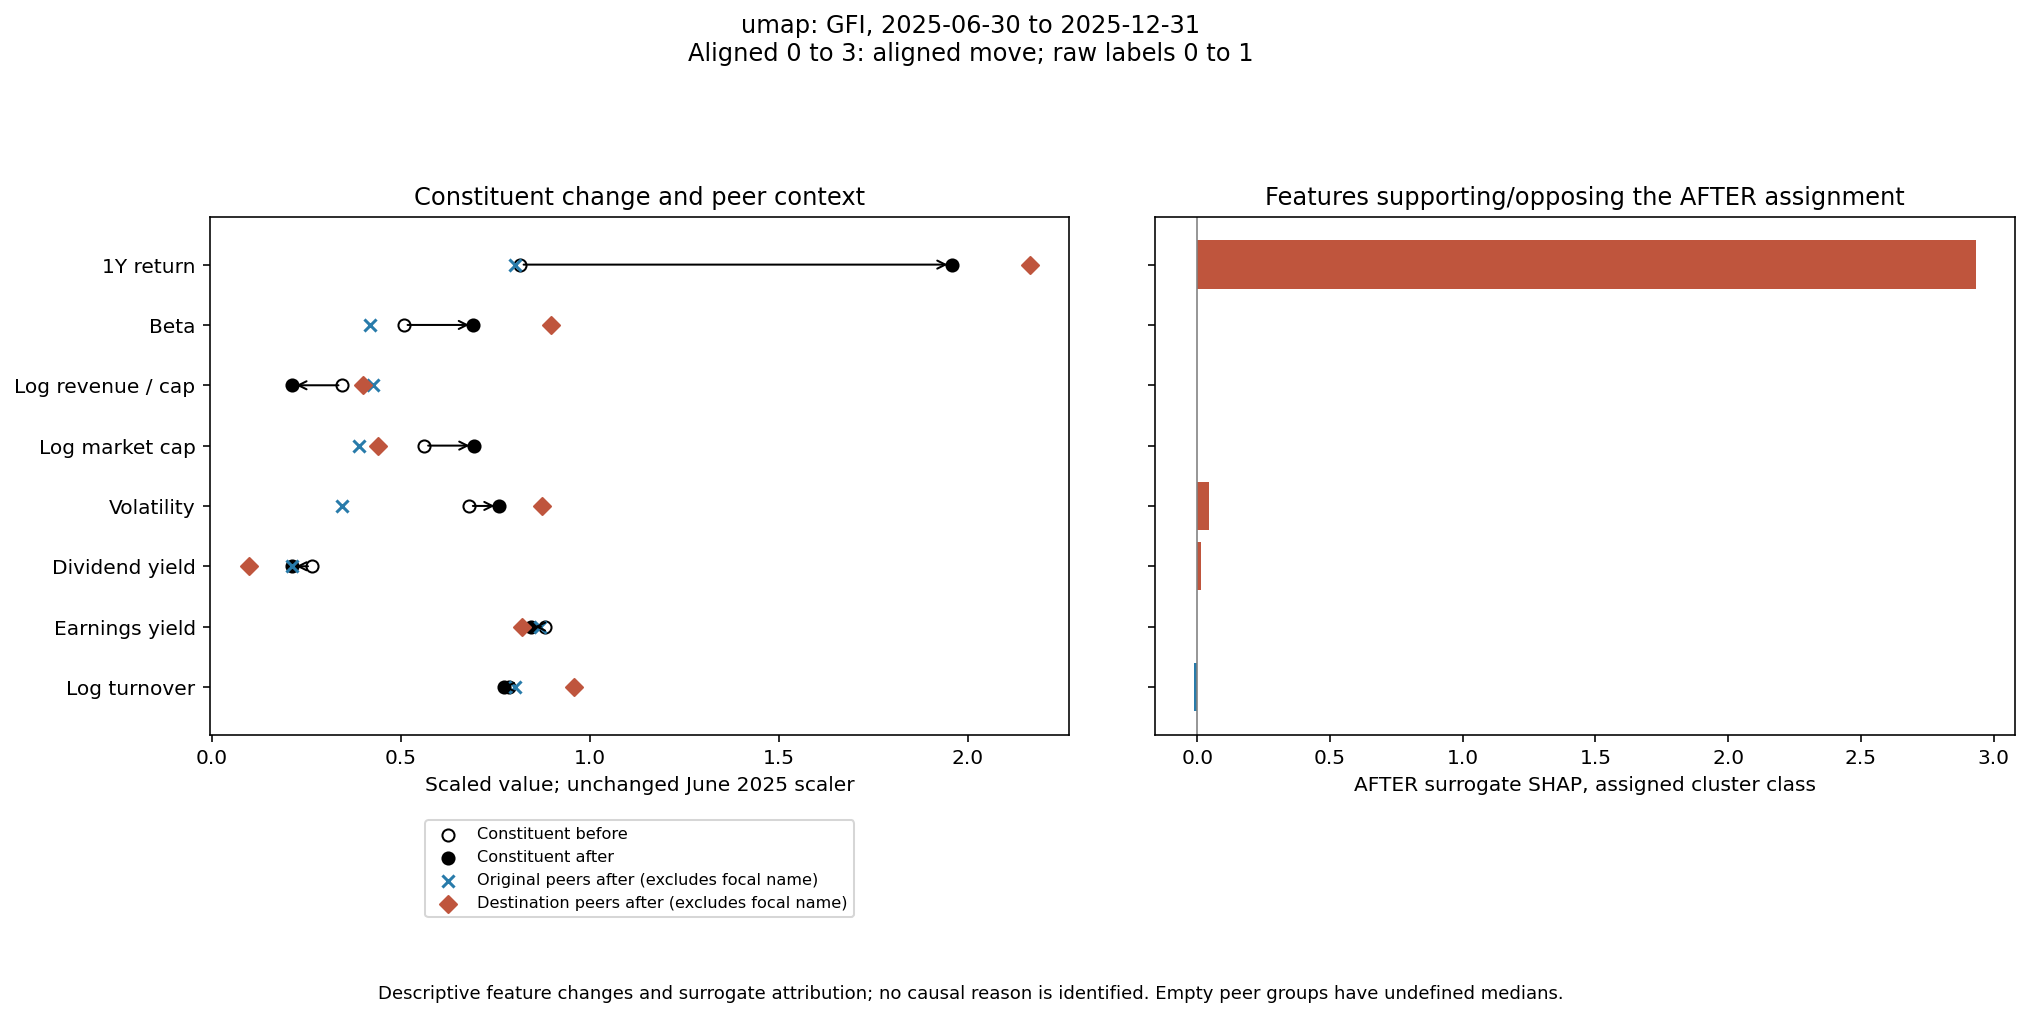 umap: GFI, 2025-06-30 to 2025-12-31
Aligned 0 to 3: aligned move; raw labels 0 to 1
Constituent change and peer context
1Y return
Beta
Log revenue / cap
Log market cap
Volatility
Dividend yield
Earnings yield
Log turnover
0.0 0.5 1.0 1.5 2.0
Scaled value; unchanged June 2025 scaler
Constituent before
Constituent after
Original peers after (excludes focal name)
Destination peers after (excludes focal name)
Features supporting/opposing the AFTER assignment
0.0 0.5 1.0 1.5 2.0 2.5 3.0
AFTER surrogate SHAP, assigned cluster class
Descriptive feature changes and surrogate attribution; no causal reason is identified. Empty peer groups have undefined medians.